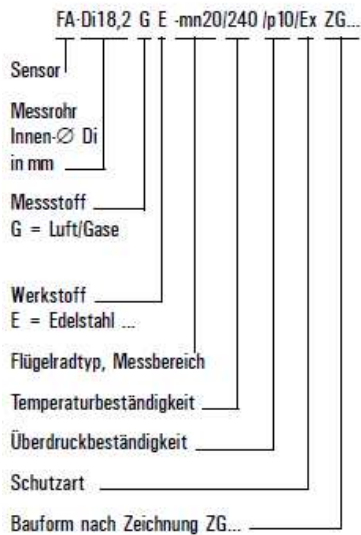 FA-Di18,2 G E -mn20/240 /p10/Ex ZG...
Sensor
Messrohr
Innen-∅ Di
in mm
Messstoff
G = Luft/Gase
Werkstoff
E = Edelstahl ...
Flügelradtyp, Messbereich
Temperaturbeständigkeit
Überdruckbeständigkeit
Schutzart
Bauform nach Zeichnung ZG...